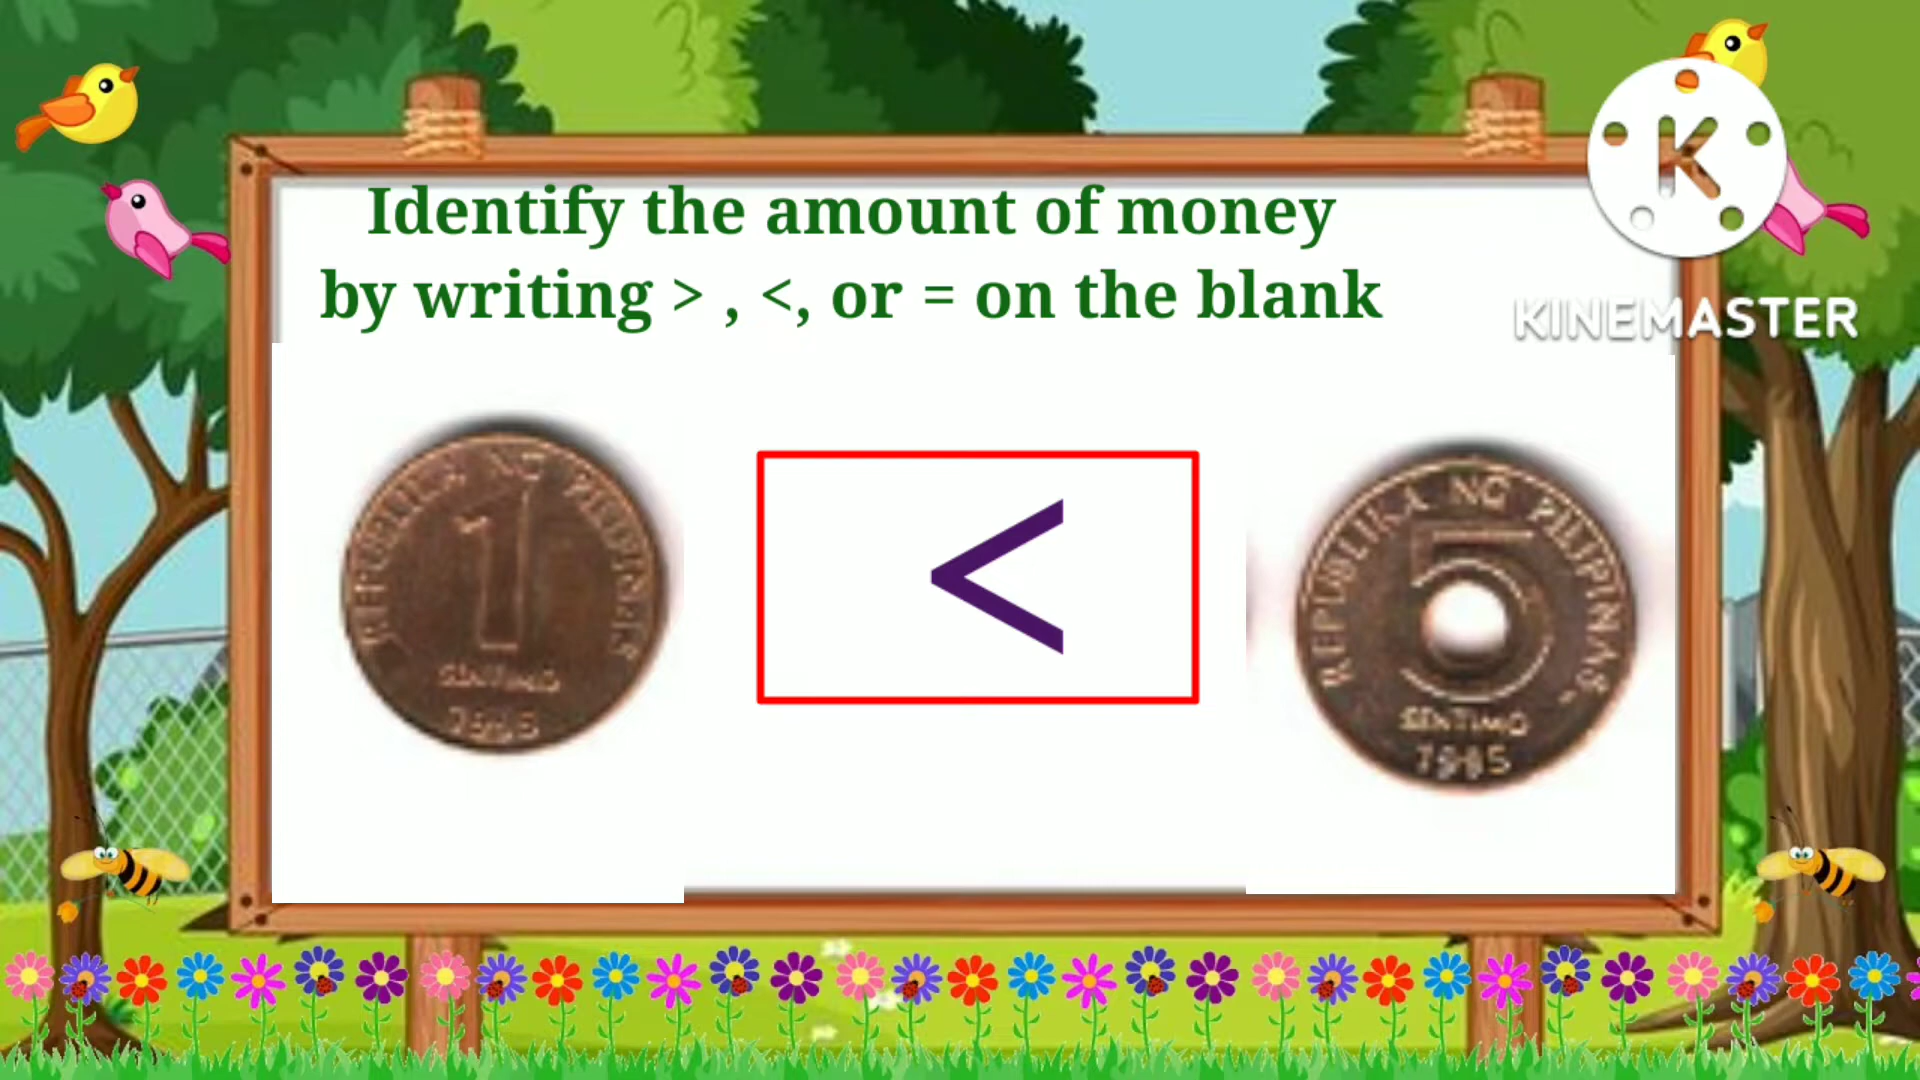 Identify the amount of money
by writing > , <, or = on the blank
K
KINEMASTER
REPUBLIKA NG PILIPINAS
1
SENTIMO
<
REPUBLIKA NG PILIPINAS
5
SENTIMO